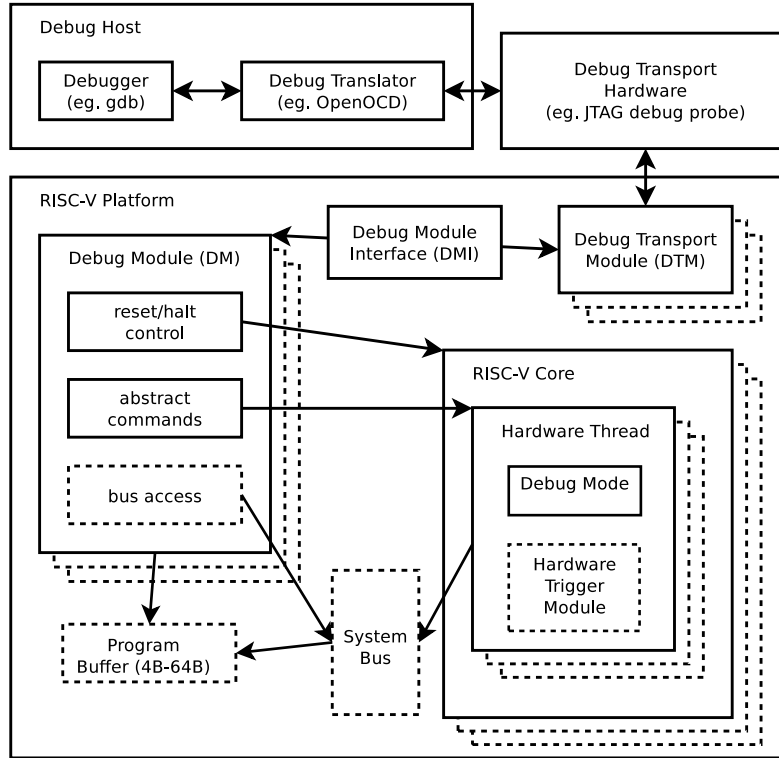 Debug Host
Debugger
(eg. gdb)
Debug Translator
(eg. OpenOCD)
Debug Transport
Hardware
(eg. JTAG debug probe)
RISC-V Platform
Debug Module (DM)
Debug Module
Interface (DMI)
Debug Transport
Module (DTM)
reset/halt
control
abstract
commands
bus access
RISC-V Core
Hardware Thread
Debug Mode
Hardware
Trigger
Module
Program
Buffer (4B-64B)
System
Bus